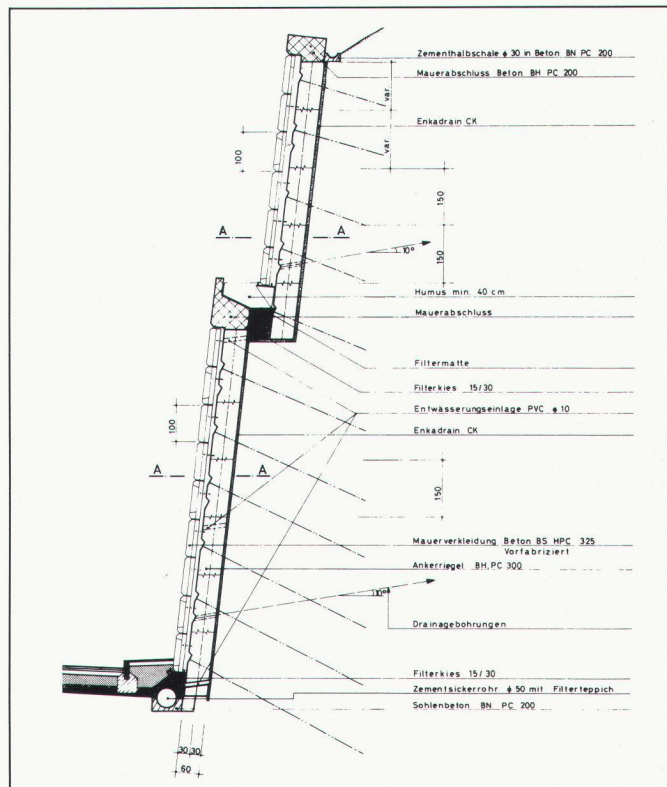 Zementhalbschale ϕ 30 in Beton BN PC 200
Mauerabschluss Beton BH PC 200
var.
Enkadrain CK
var.
100
150
A A
10°
150
Humus min. 40 cm
Mauerabschluss
Filtermatte
Filterkies 15/30
Entwässerungseinlage PVC ϕ 10
100
Enkadrain CK
A A
150
Mauerverkleidung Beton BS HPC 325
Vorfabriziert
Ankerriegel BH, PC 300
10°
Drainagebohrungen
Filterkies 15/30
Zementsickerrohr ϕ 50 mit Filterteppich
Sohlenbeton BN PC 200
30 30
60